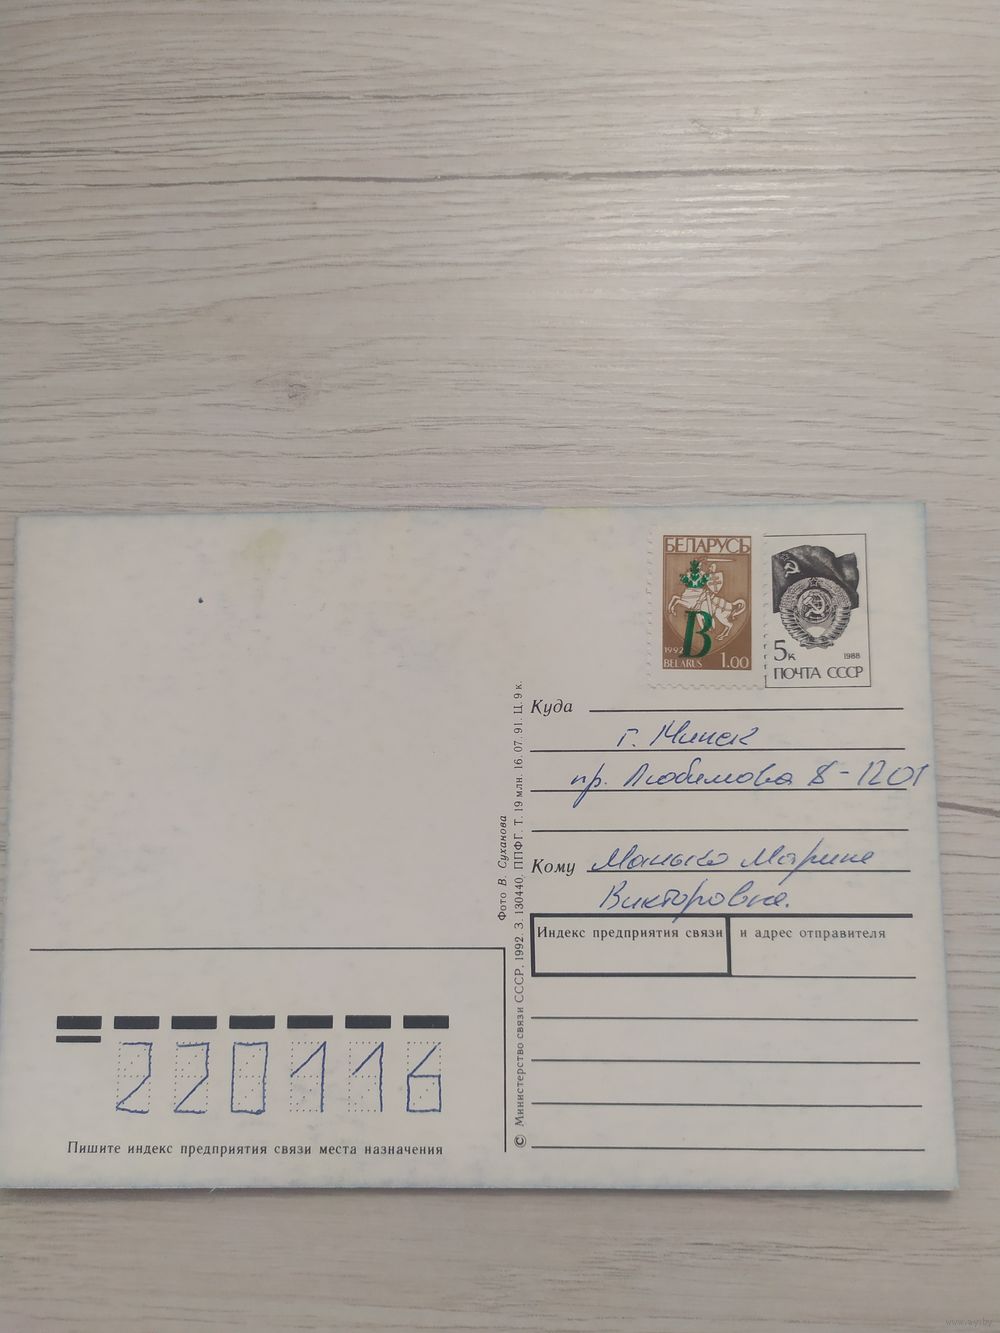 БЕЛАРУСЬ
1992
B
BELARUS 1.00
5к 1988
ПОЧТА СССР
Куда
г. Минск
пр. Любимова 8-1201
Кому Манько Марине
Викторовне.
Индекс предприятия связи и адрес отправителя
Фото В. Суханова
© Министерство связи СССР, 1992. З. 130440. ППФГ. Т. 19 млн. 16. 07. 91. Ц. 9 к.
220116
Пишите индекс предприятия связи места назначения